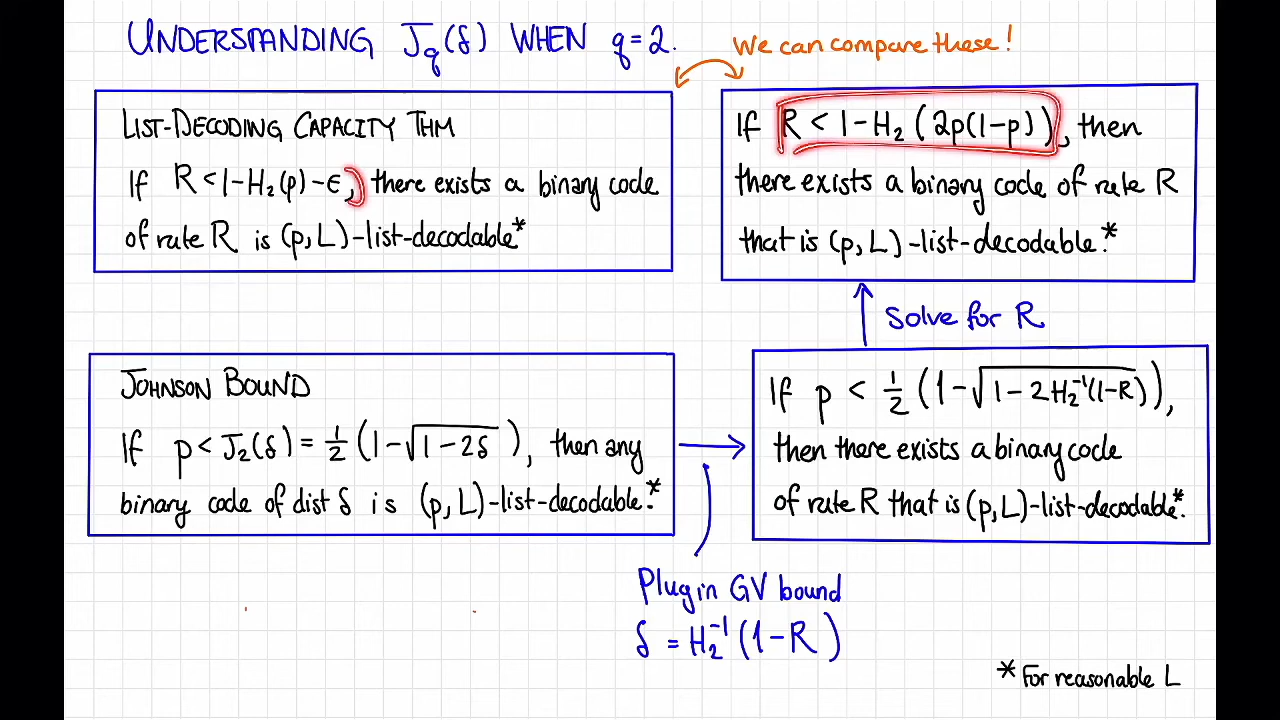 UNDERSTANDING J_q(δ) WHEN q=2.
We can compare these!
LIST-DECODING CAPACITY THM
If R < 1-H₂(p)-ϵ, there exists a binary code
of rate R is (p,L)-list-decodable*
If R < 1-H₂(2p(1-p)), then
there exists a binary code of rate R
that is (p,L)-list-decodable.*
Solve for R
JOHNSON BOUND
If p < J₂(δ) = ½(1-√(1-2δ)), then any
binary code of dist δ is (p,L)-list-decodable.*
If p < ½(1-√(1-2H₂⁻¹(1-R))),
then there exists a binary code
of rate R that is (p,L)-list-decodable.*
Plug in GV bound
δ = H₂⁻¹(1-R)
* For reasonable L